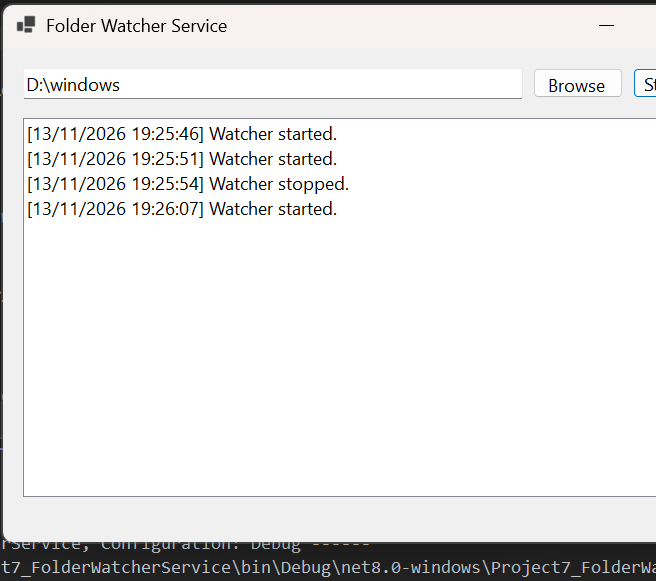 Folder Watcher Service
D:\windows
Browse
[13/11/2026 19:25:46] Watcher started.
[13/11/2026 19:25:51] Watcher started.
[13/11/2026 19:25:54] Watcher stopped.
[13/11/2026 19:26:07] Watcher started.
rService, Configuration: Debug ------
t7_FolderWatcherService\bin\Debug\net8.0-windows\Project7_FolderWa